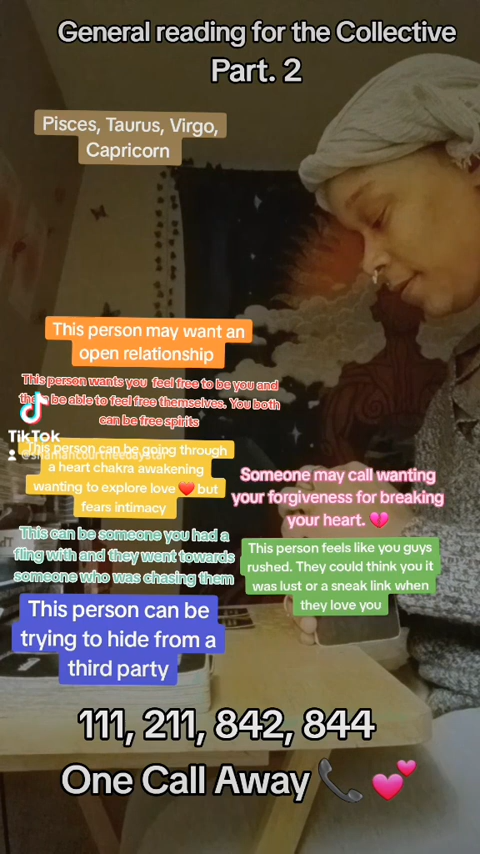 General reading for the Collective
Part. 2
Pisces, Taurus, Virgo,
Capricorn
This person may want an
open relationship
This person wants you feel free to be you and
them be able to feel free themselves. You both
can be free spirits
TikTok
This person can be going through
a heart chakra awakening
wanting to explore love ❤️ but
fears intimacy
Someone may call wanting
your forgiveness for breaking
your heart. 💔
This can be someone you had a
fling with and they went towards
someone who was chasing them
This person feels like you guys
rushed. They could think you it
was lust or a sneak link when
they love you
This person can be
trying to hide from a
third party
111, 211, 842, 844
One Call Away 📞 💕